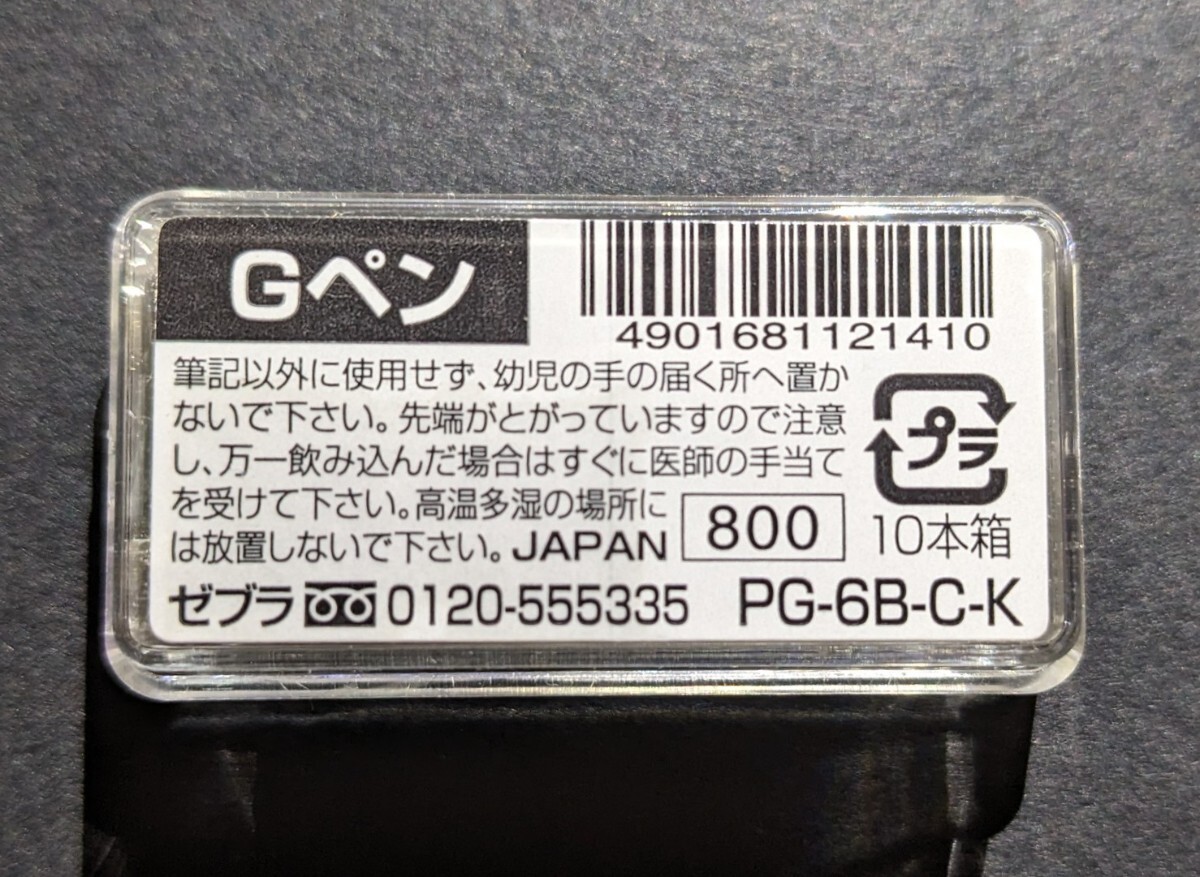 Gペン
4901681121410
筆記以外に使用せず、幼児の手の届く所へ置か
ないで下さい。先端がとがっていますので注意
し、万一飲み込んだ場合はすぐに医師の手当て
を受けて下さい。高温多湿の場所に
は放置しないで下さい。JAPAN
800
プラ
10本箱
ゼブラ 0120-555335 PG-6B-C-K